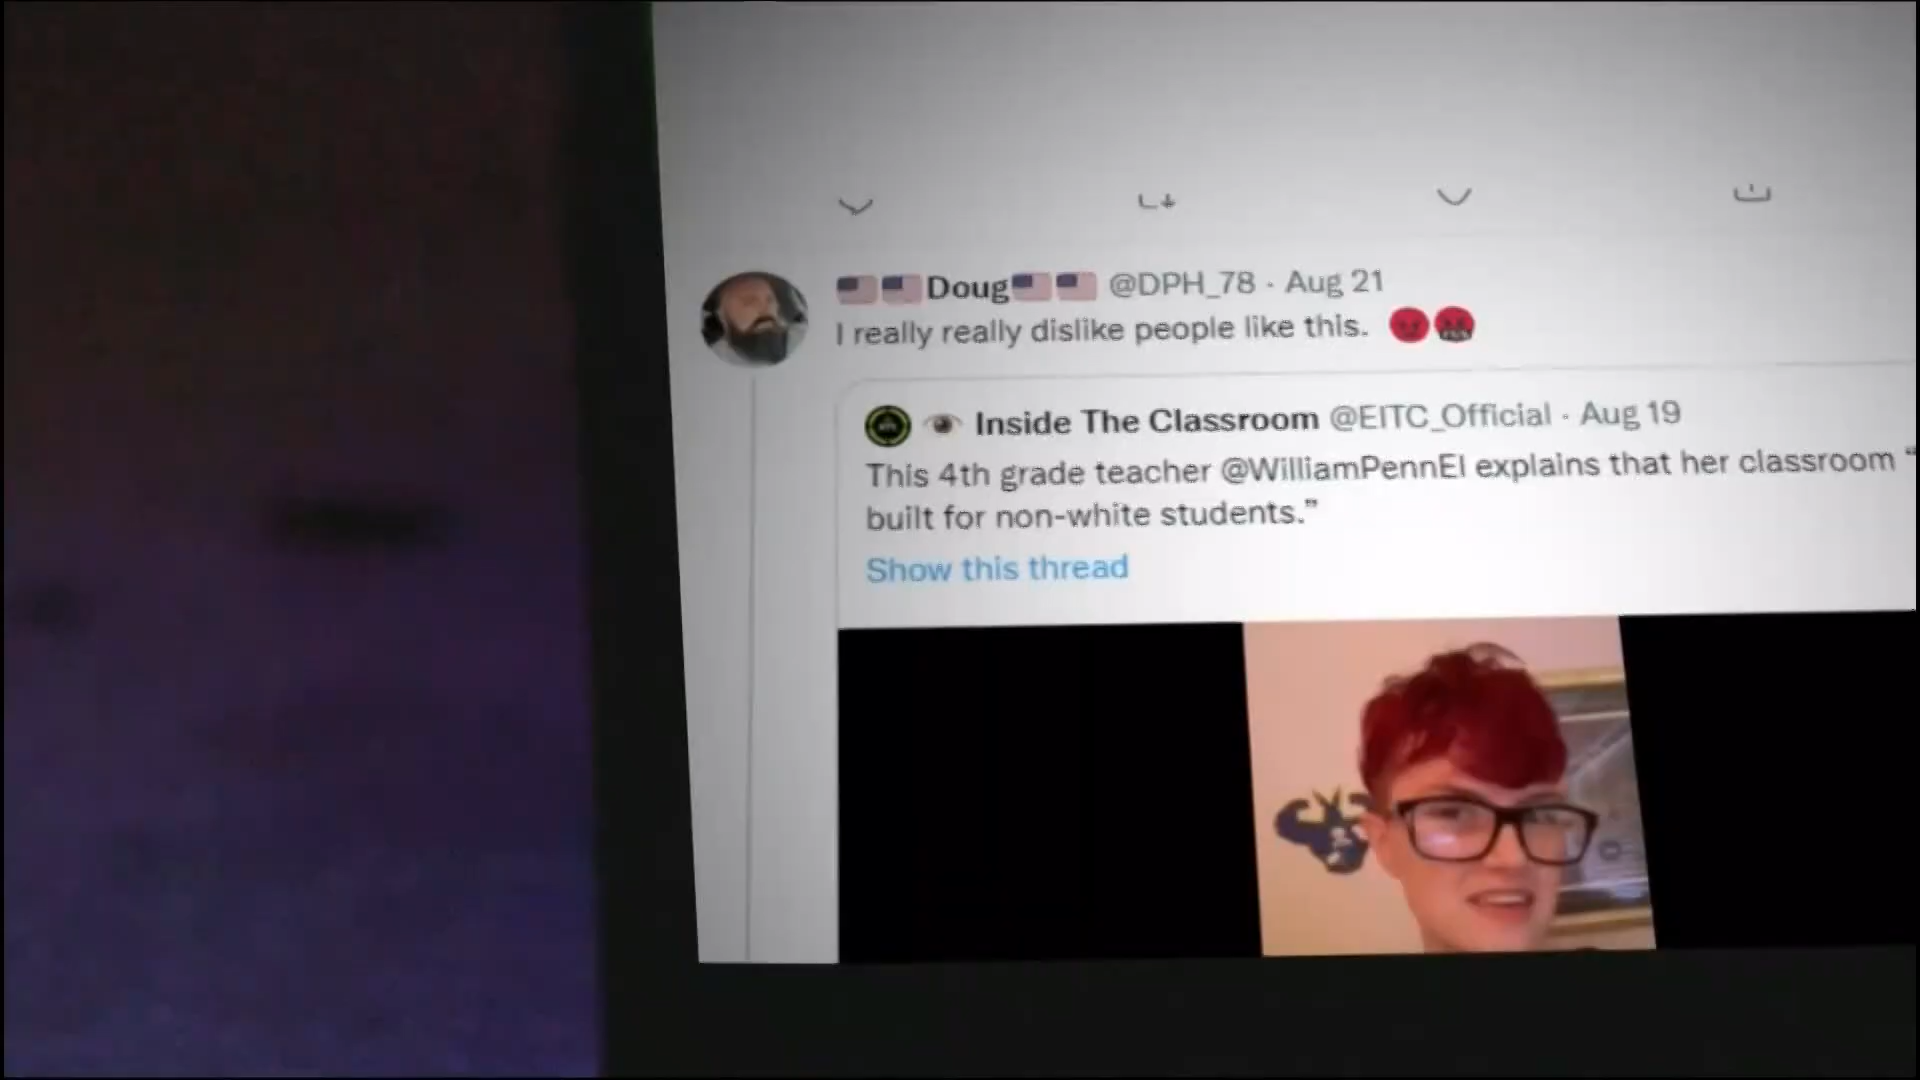 Doug @DPH_78 · Aug 21
I really really dislike people like this.
Inside The Classroom @EITC_Official · Aug 19
This 4th grade teacher @WilliamPennEl explains that her classroom “
built for non-white students.”
Show this thread